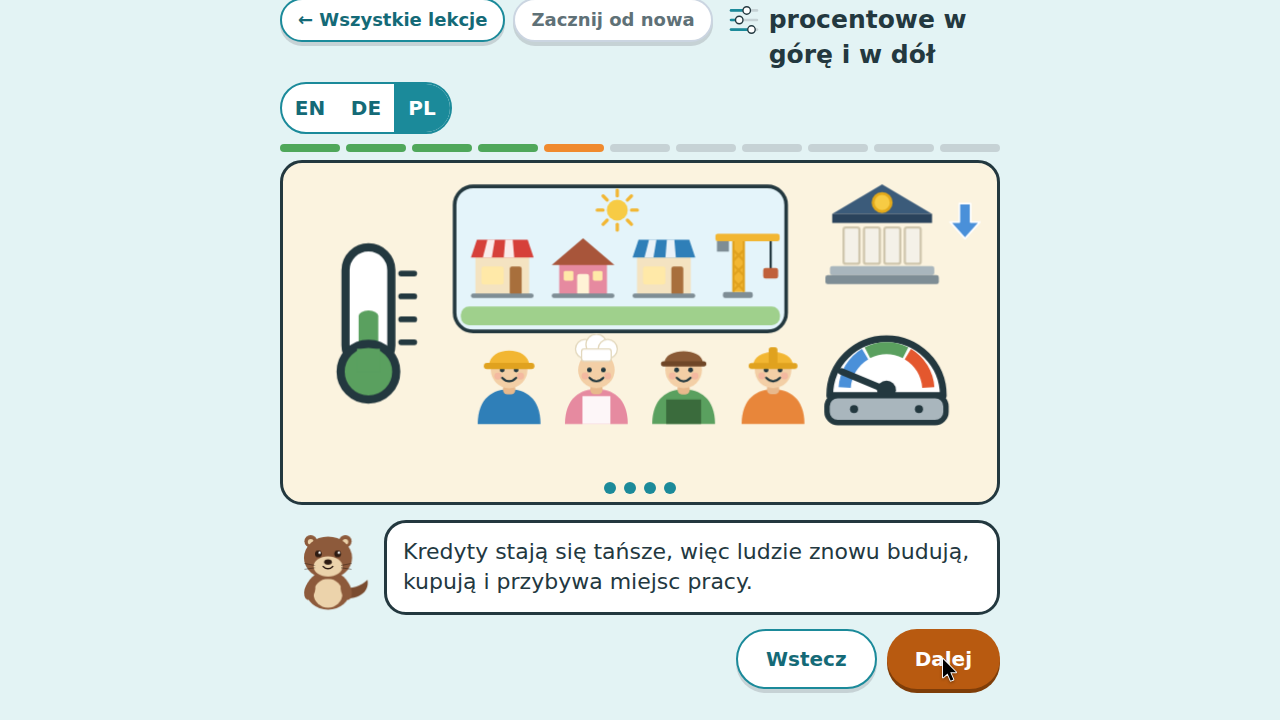 ← Wszystkie lekcje
Zacznij od nowa
procentowe w
górę i w dół
EN DE PL
Kredyty stają się tańsze, więc ludzie znowu budują,
kupują i przybywa miejsc pracy.
Wstecz
Dalej